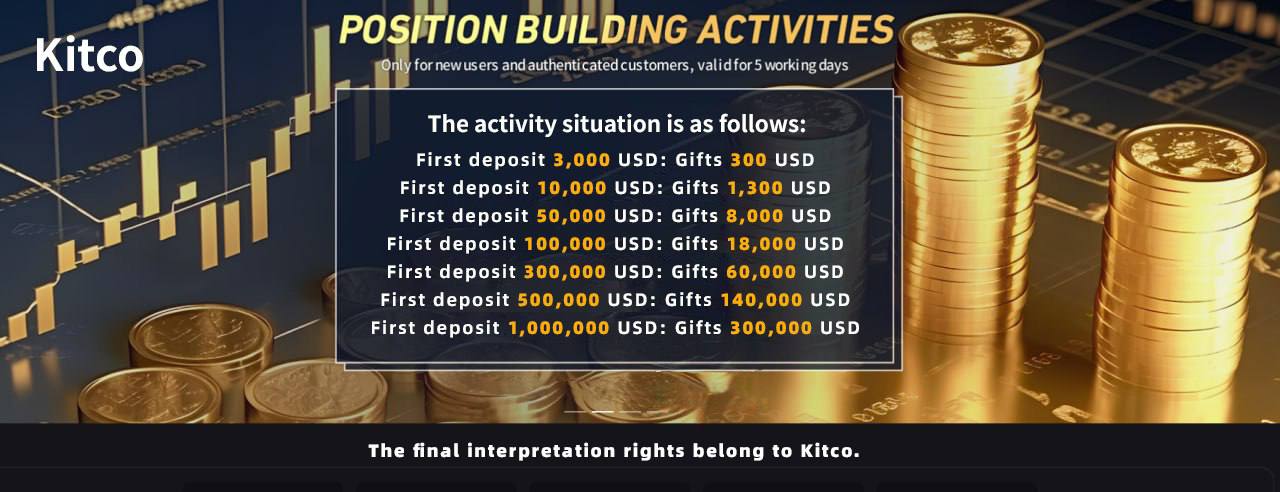 Kitco
POSITION BUILDING ACTIVITIES
Only for new users and authenticated customers, valid for 5 working days
The activity situation is as follows:
First deposit 3,000 USD: Gifts 300 USD
First deposit 10,000 USD: Gifts 1,300 USD
First deposit 50,000 USD: Gifts 8,000 USD
First deposit 100,000 USD: Gifts 18,000 USD
First deposit 300,000 USD: Gifts 60,000 USD
First deposit 500,000 USD: Gifts 140,000 USD
First deposit 1,000,000 USD: Gifts 300,000 USD
The final interpretation rights belong to Kitco.